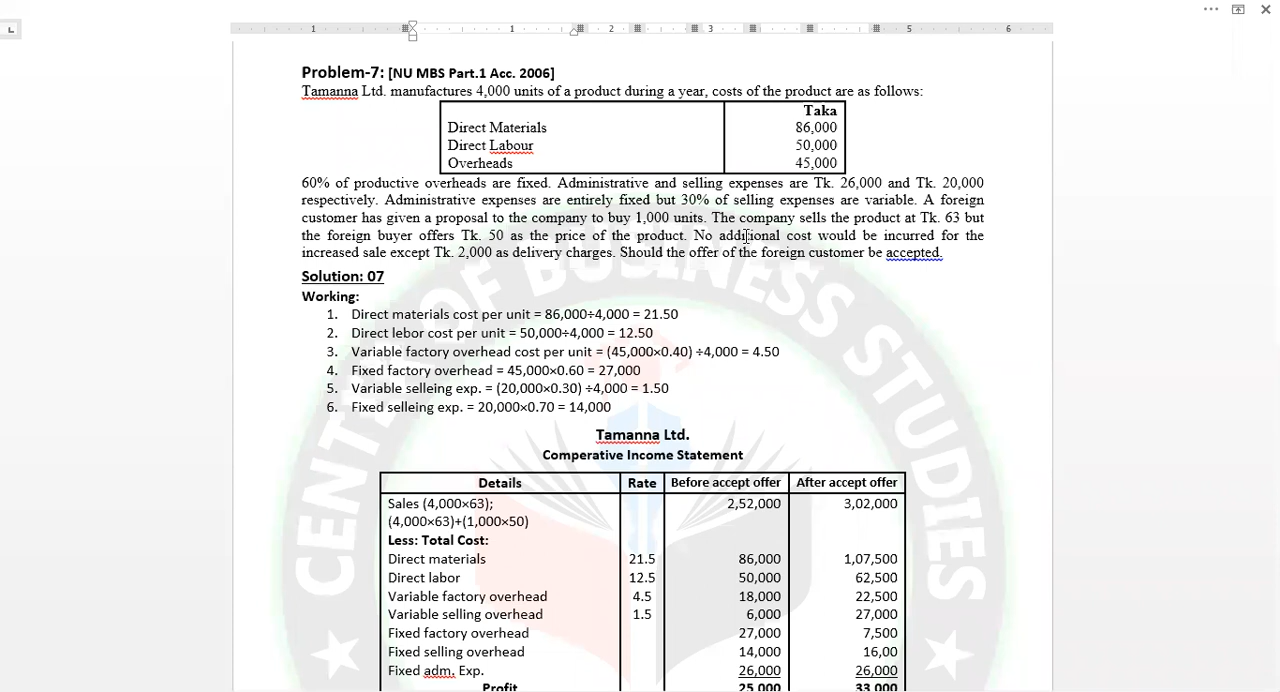 1 1 2 3 5 6
Problem-7: [NU MBS Part.1 Acc. 2006]
Tamanna Ltd. manufactures 4,000 units of a product during a year, costs of the product are as follows:
Taka
Direct Materials 86,000
Direct Labour 50,000
Overheads 45,000
60% of productive overheads are fixed. Administrative and selling expenses are Tk. 26,000 and Tk. 20,000
respectively. Administrative expenses are entirely fixed but 30% of selling expenses are variable. A foreign
customer has given a proposal to the company to buy 1,000 units. The company sells the product at Tk. 63 but
the foreign buyer offers Tk. 50 as the price of the product. No additional cost would be incurred for the
increased sale except Tk. 2,000 as delivery charges. Should the offer of the foreign customer be accepted.
Solution: 07
Working:
1. Direct materials cost per unit = 86,000÷4,000 = 21.50
2. Direct lebor cost per unit = 50,000÷4,000 = 12.50
3. Variable factory overhead cost per unit = (45,000×0.40) ÷4,000 = 4.50
4. Fixed factory overhead = 45,000×0.60 = 27,000
5. Variable selleing exp. = (20,000×0.30) ÷4,000 = 1.50
6. Fixed selleing exp. = 20,000×0.70 = 14,000
Tamanna Ltd.
Comperative Income Statement
Details Rate Before accept offer After accept offer
Sales (4,000×63); 2,52,000 3,02,000
(4,000×63)+(1,000×50)
Less: Total Cost:
Direct materials 21.5 86,000 1,07,500
Direct labor 12.5 50,000 62,500
Variable factory overhead 4.5 18,000 22,500
Variable selling overhead 1.5 6,000 27,000
Fixed factory overhead 27,000 7,500
Fixed selling overhead 14,000 16,00
Fixed adm. Exp. 26,000 26,000
Profit 25,000 33,000
CENTER OF BUSINESS STUDIES